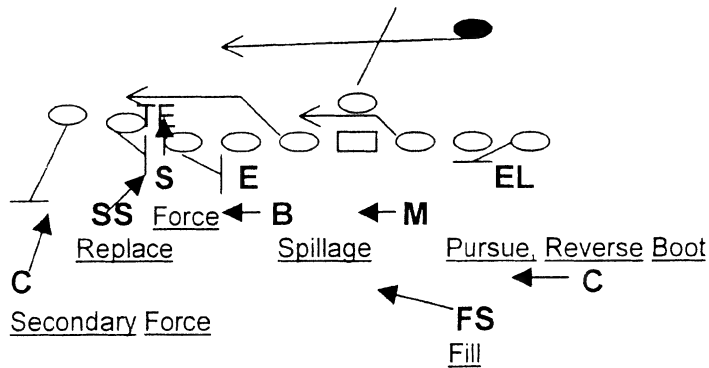 TE
S E EL
SS Force B M
Replace Spillage Pursue, Reverse Boot
C C
Secondary Force FS
Fill